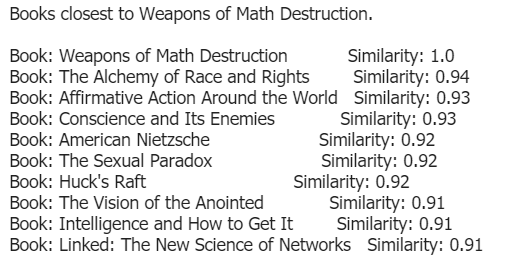 Books closest to Weapons of Math Destruction.
Book: Weapons of Math Destruction Similarity: 1.0
Book: The Alchemy of Race and Rights Similarity: 0.94
Book: Affirmative Action Around the World Similarity: 0.93
Book: Conscience and Its Enemies Similarity: 0.93
Book: American Nietzsche Similarity: 0.92
Book: The Sexual Paradox Similarity: 0.92
Book: Huck's Raft Similarity: 0.92
Book: The Vision of the Anointed Similarity: 0.91
Book: Intelligence and How to Get It Similarity: 0.91
Book: Linked: The New Science of Networks Similarity: 0.91